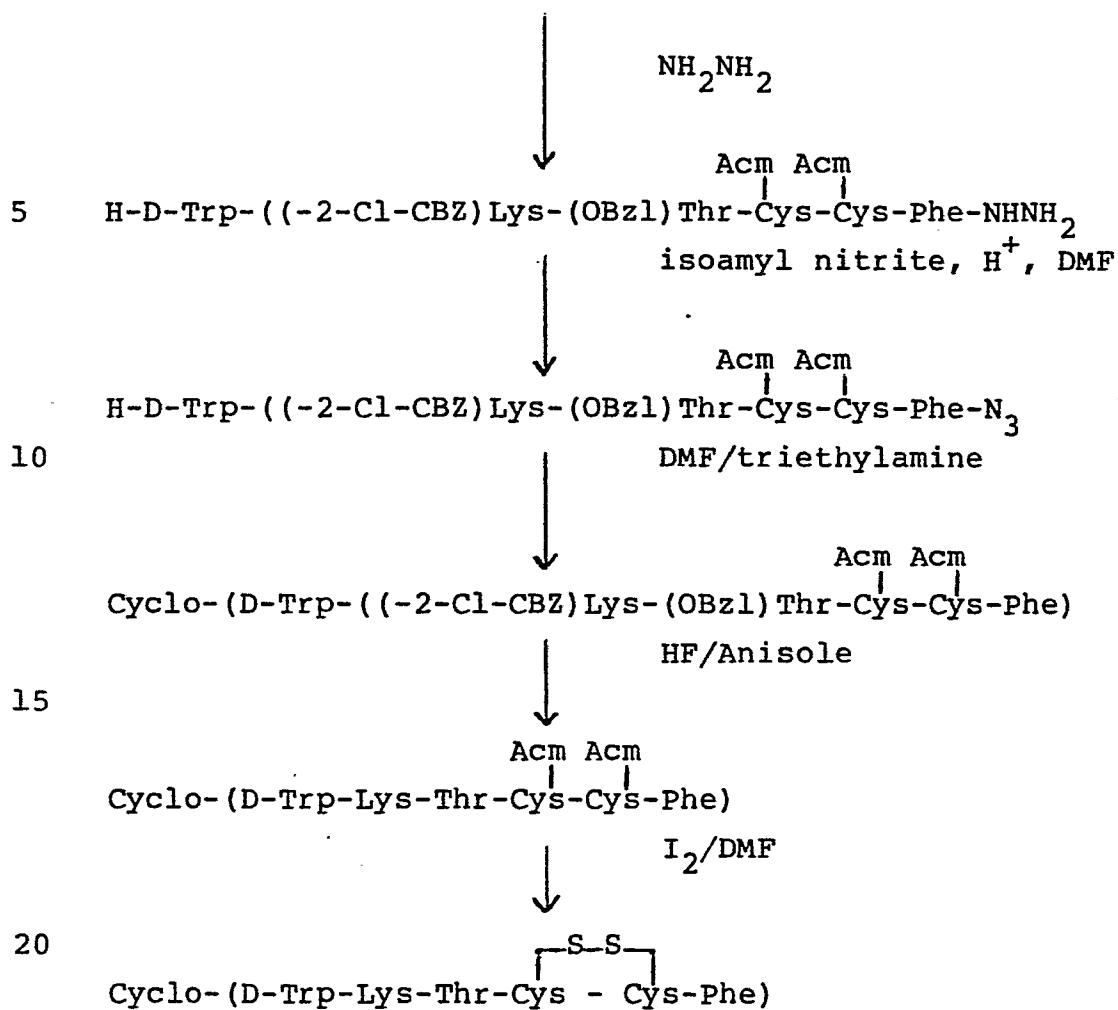 NH2NH2
Acm Acm
5 H-D-Trp-((-2-Cl-CBZ)Lys-(OBzl)Thr-Cys-Cys-Phe-NHNH2
isoamyl nitrite, H+, DMF
Acm Acm
H-D-Trp-((-2-Cl-CBZ)Lys-(OBzl)Thr-Cys-Cys-Phe-N3
10 DMF/triethylamine
Acm Acm
Cyclo-(D-Trp-((-2-Cl-CBZ)Lys-(OBzl)Thr-Cys-Cys-Phe)
HF/Anisole
15
Acm Acm
Cyclo-(D-Trp-Lys-Thr-Cys-Cys-Phe)
I2/DMF
20 S-S
Cyclo-(D-Trp-Lys-Thr-Cys - Cys-Phe)